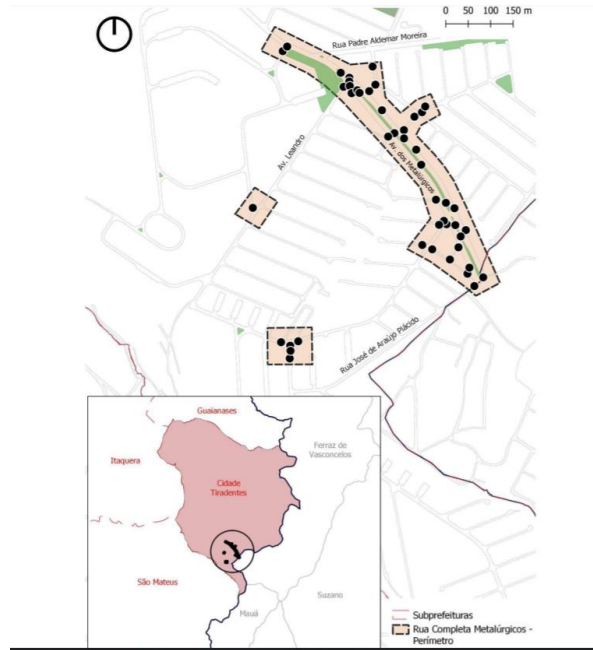 0 50 100 150 m
Rua Padre Aldemar Moreira
Av. Leandro
Av. dos Metalúrgicos
Rua José de Araújo Plácido
Guaianases
Ferraz de
Vasconcelos
Itaquera
Cidade
Tiradentes
São Mateus
Suzano
Mauá
Subprefeituras
Rua Completa Metalúrgicos -
Perímetro